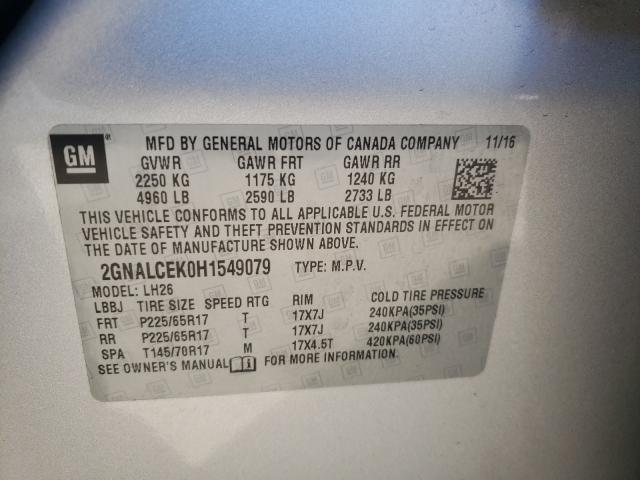 GM
MFD BY GENERAL MOTORS OF CANADA COMPANY 11/16
GVWR GAWR FRT GAWR RR
2250 KG 1175 KG 1240 KG
4960 LB 2590 LB 2733 LB
THIS VEHICLE CONFORMS TO ALL APPLICABLE U.S. FEDERAL MOTOR
VEHICLE SAFETY AND THEFT PREVENTION STANDARDS IN EFFECT ON
THE DATE OF MANUFACTURE SHOWN ABOVE.
2GNALCEK0H1549079 TYPE: M.P.V.
MODEL: LH26
LBBJ TIRE SIZE SPEED RTG RIM COLD TIRE PRESSURE
FRT P225/65R17 T 17X7J 240KPA(35PSI)
RR P225/65R17 T 17X7J 240KPA(35PSI)
SPA T145/70R17 M 17X4.5T 420KPA(60PSI)
SEE OWNER'S MANUAL FOR MORE INFORMATION.